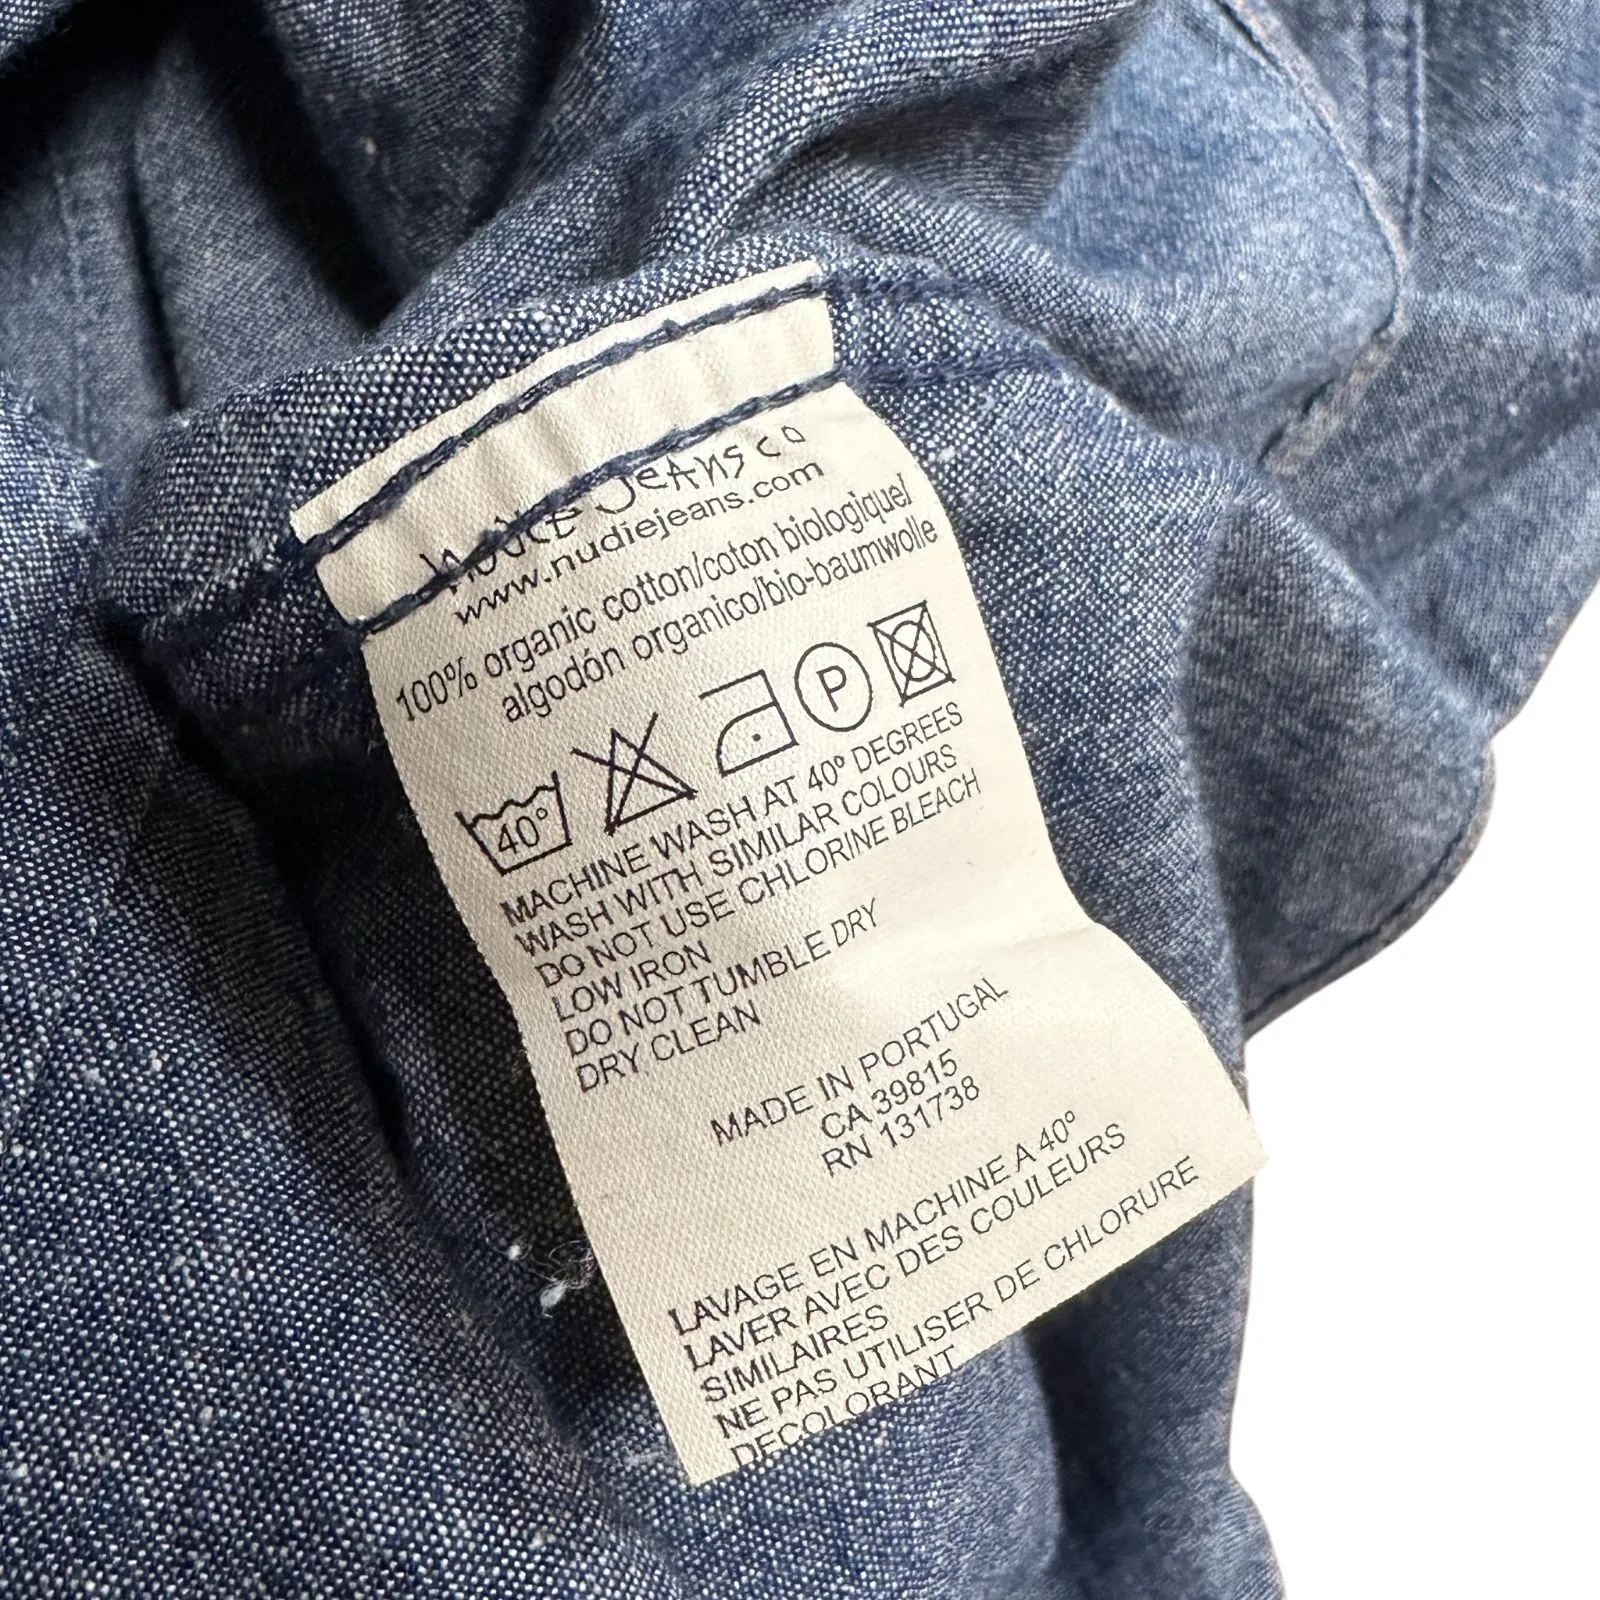 Nudie Jeans co
www.nudiejeans.com
100% organic cotton/coton biologique/
algodón organico/bio-baumwolle
40°
P
MACHINE WASH AT 40° DEGREES
WASH WITH SIMILAR COLOURS
DO NOT USE CHLORINE BLEACH
LOW IRON
DO NOT TUMBLE DRY
DRY CLEAN
MADE IN PORTUGAL
CA 39815
RN 131738
LAVAGE EN MACHINE A 40°
LAVER AVEC DES COULEURS
SIMILAIRES
NE PAS UTILISER DE CHLORURE
DECOLORANT